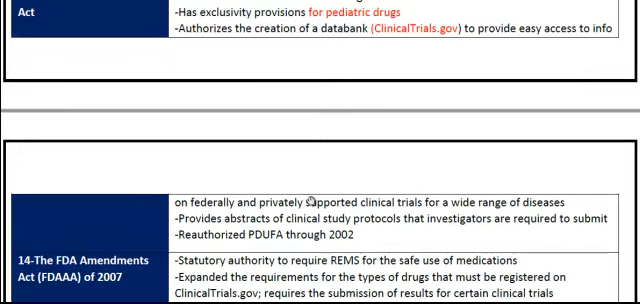 Act
-Has exclusivity provisions for pediatric drugs
-Authorizes the creation of a databank (ClinicalTrials.gov) to provide easy access to info
on federally and privately supported clinical trials for a wide range of diseases
-Provides abstracts of clinical study protocols that investigators are required to submit
-Reauthorized PDUFA through 2002
14-The FDA Amendments
Act (FDAAA) of 2007
-Statutory authority to require REMS for the safe use of medications
-Expanded the requirements for the types of drugs that must be registered on
ClinicalTrials.gov; requires the submission of results for certain clinical trials